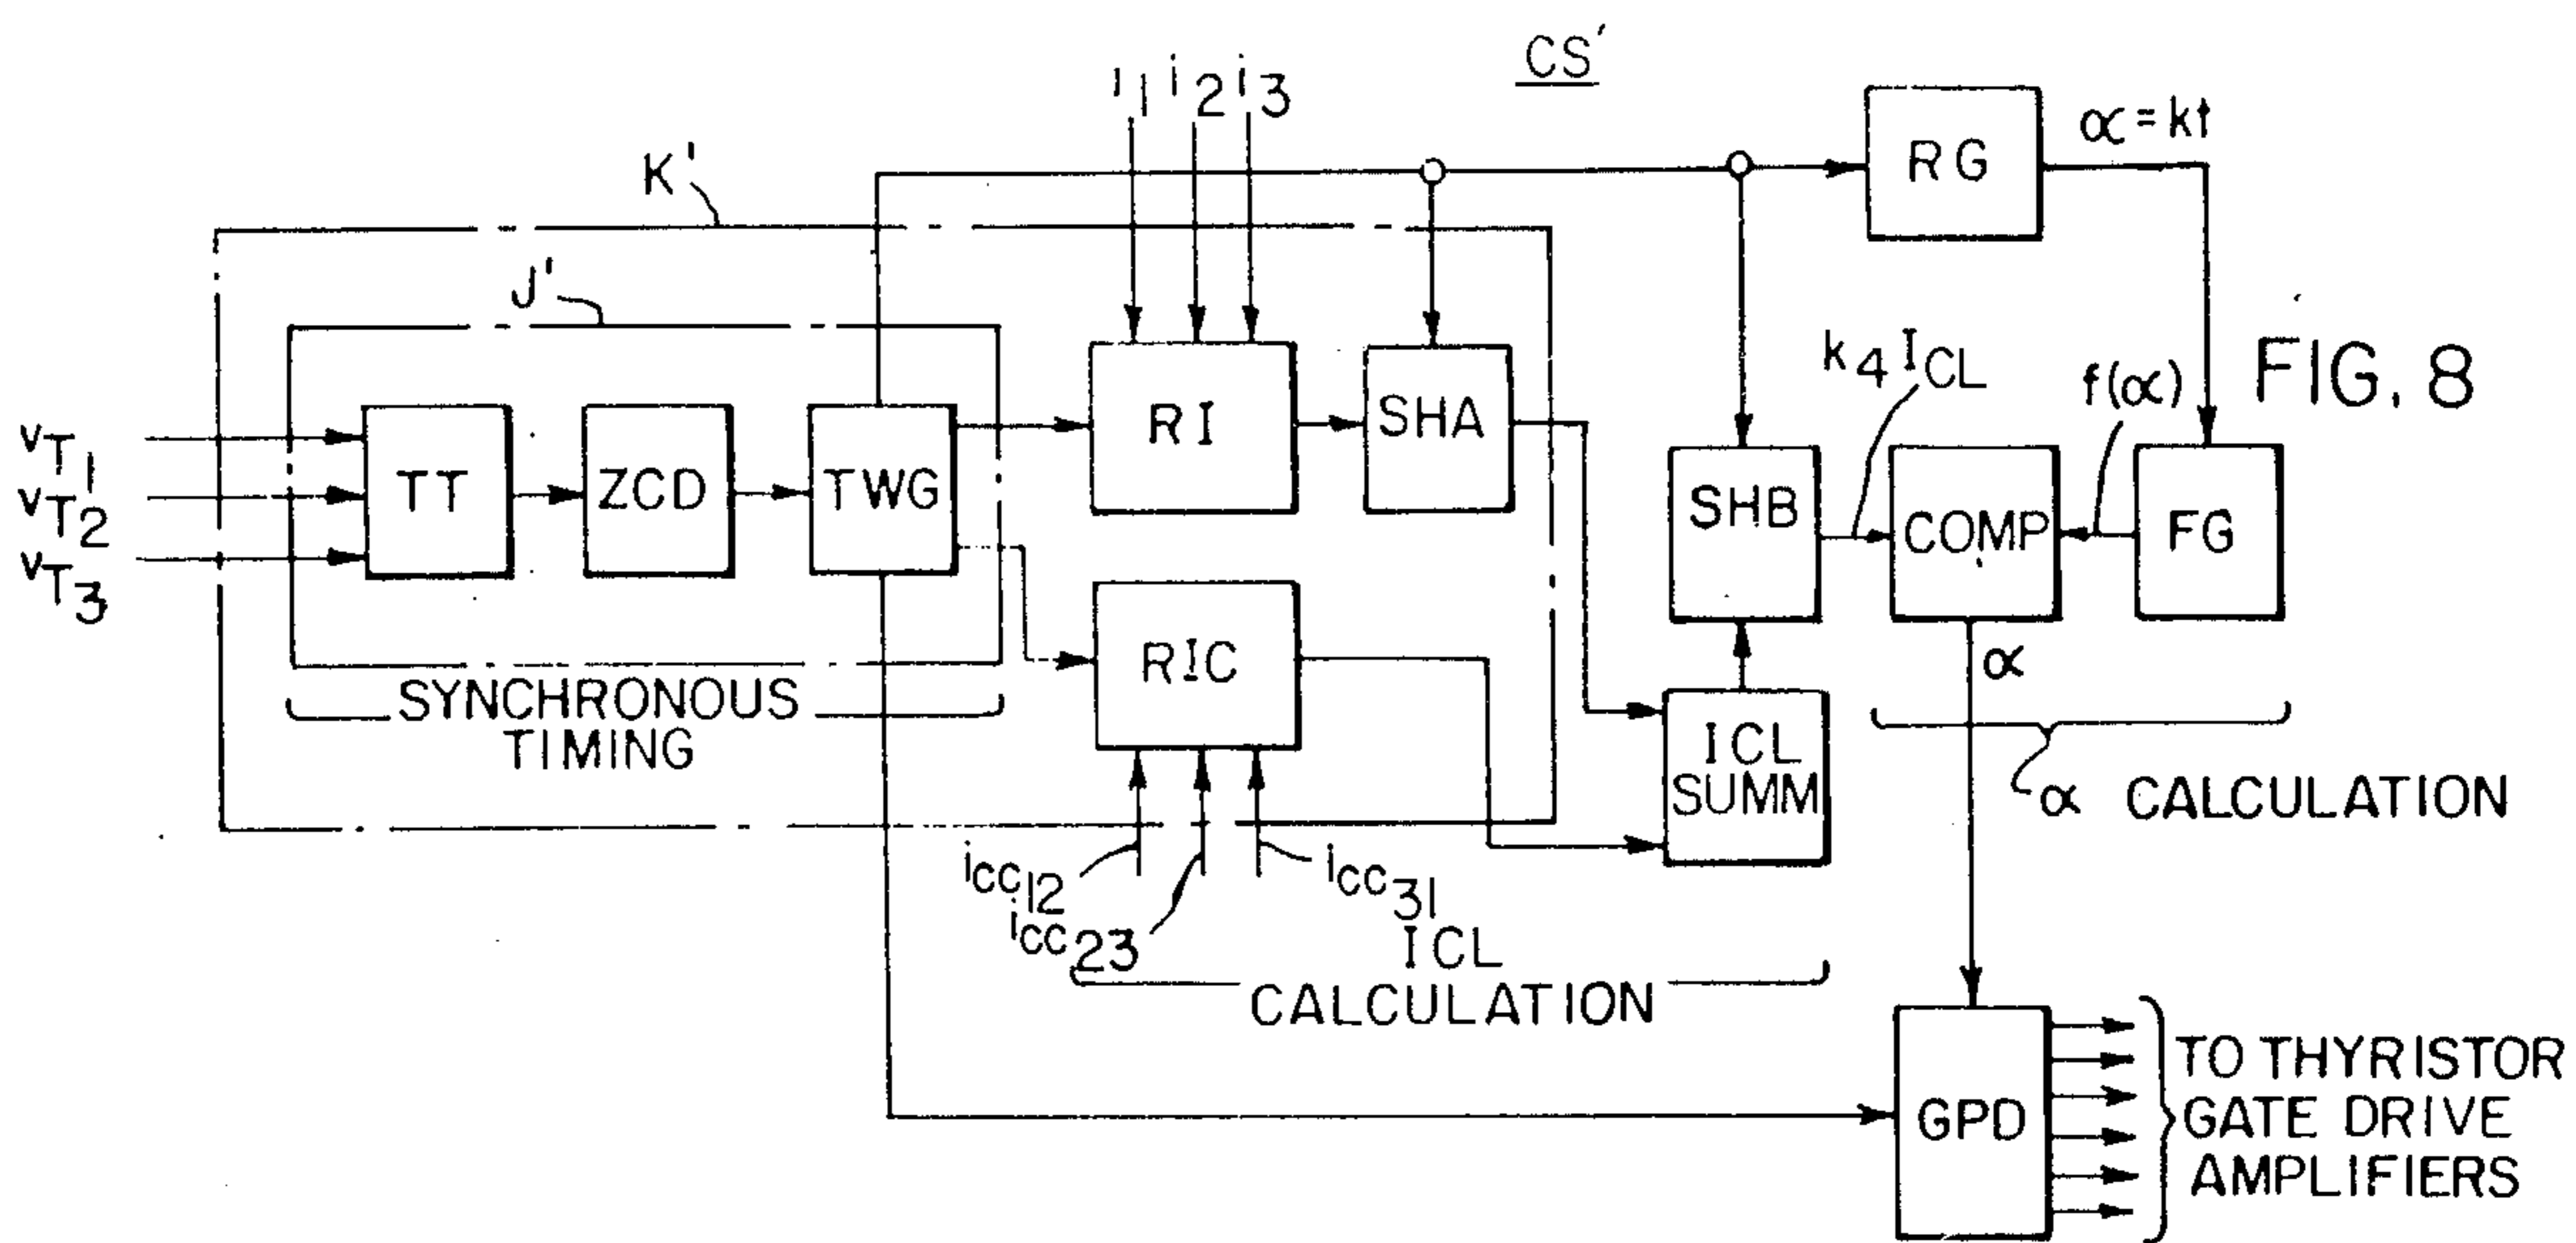 CS'
i1 i2 i3
K'
RG
α = kt
J'
FIG. 8
k4 ICL
f(α)
vT1
vT2
vT3
TT
ZCD
TWG
RI
SHA
SHB
COMP
FG
RIC
α
SYNCHRONOUS
TIMING
ICL
SUMM
α CALCULATION
icc12
icc23
icc31
ICL
CALCULATION
GPD
TO THYRISTOR
GATE DRIVE
AMPLIFIERS